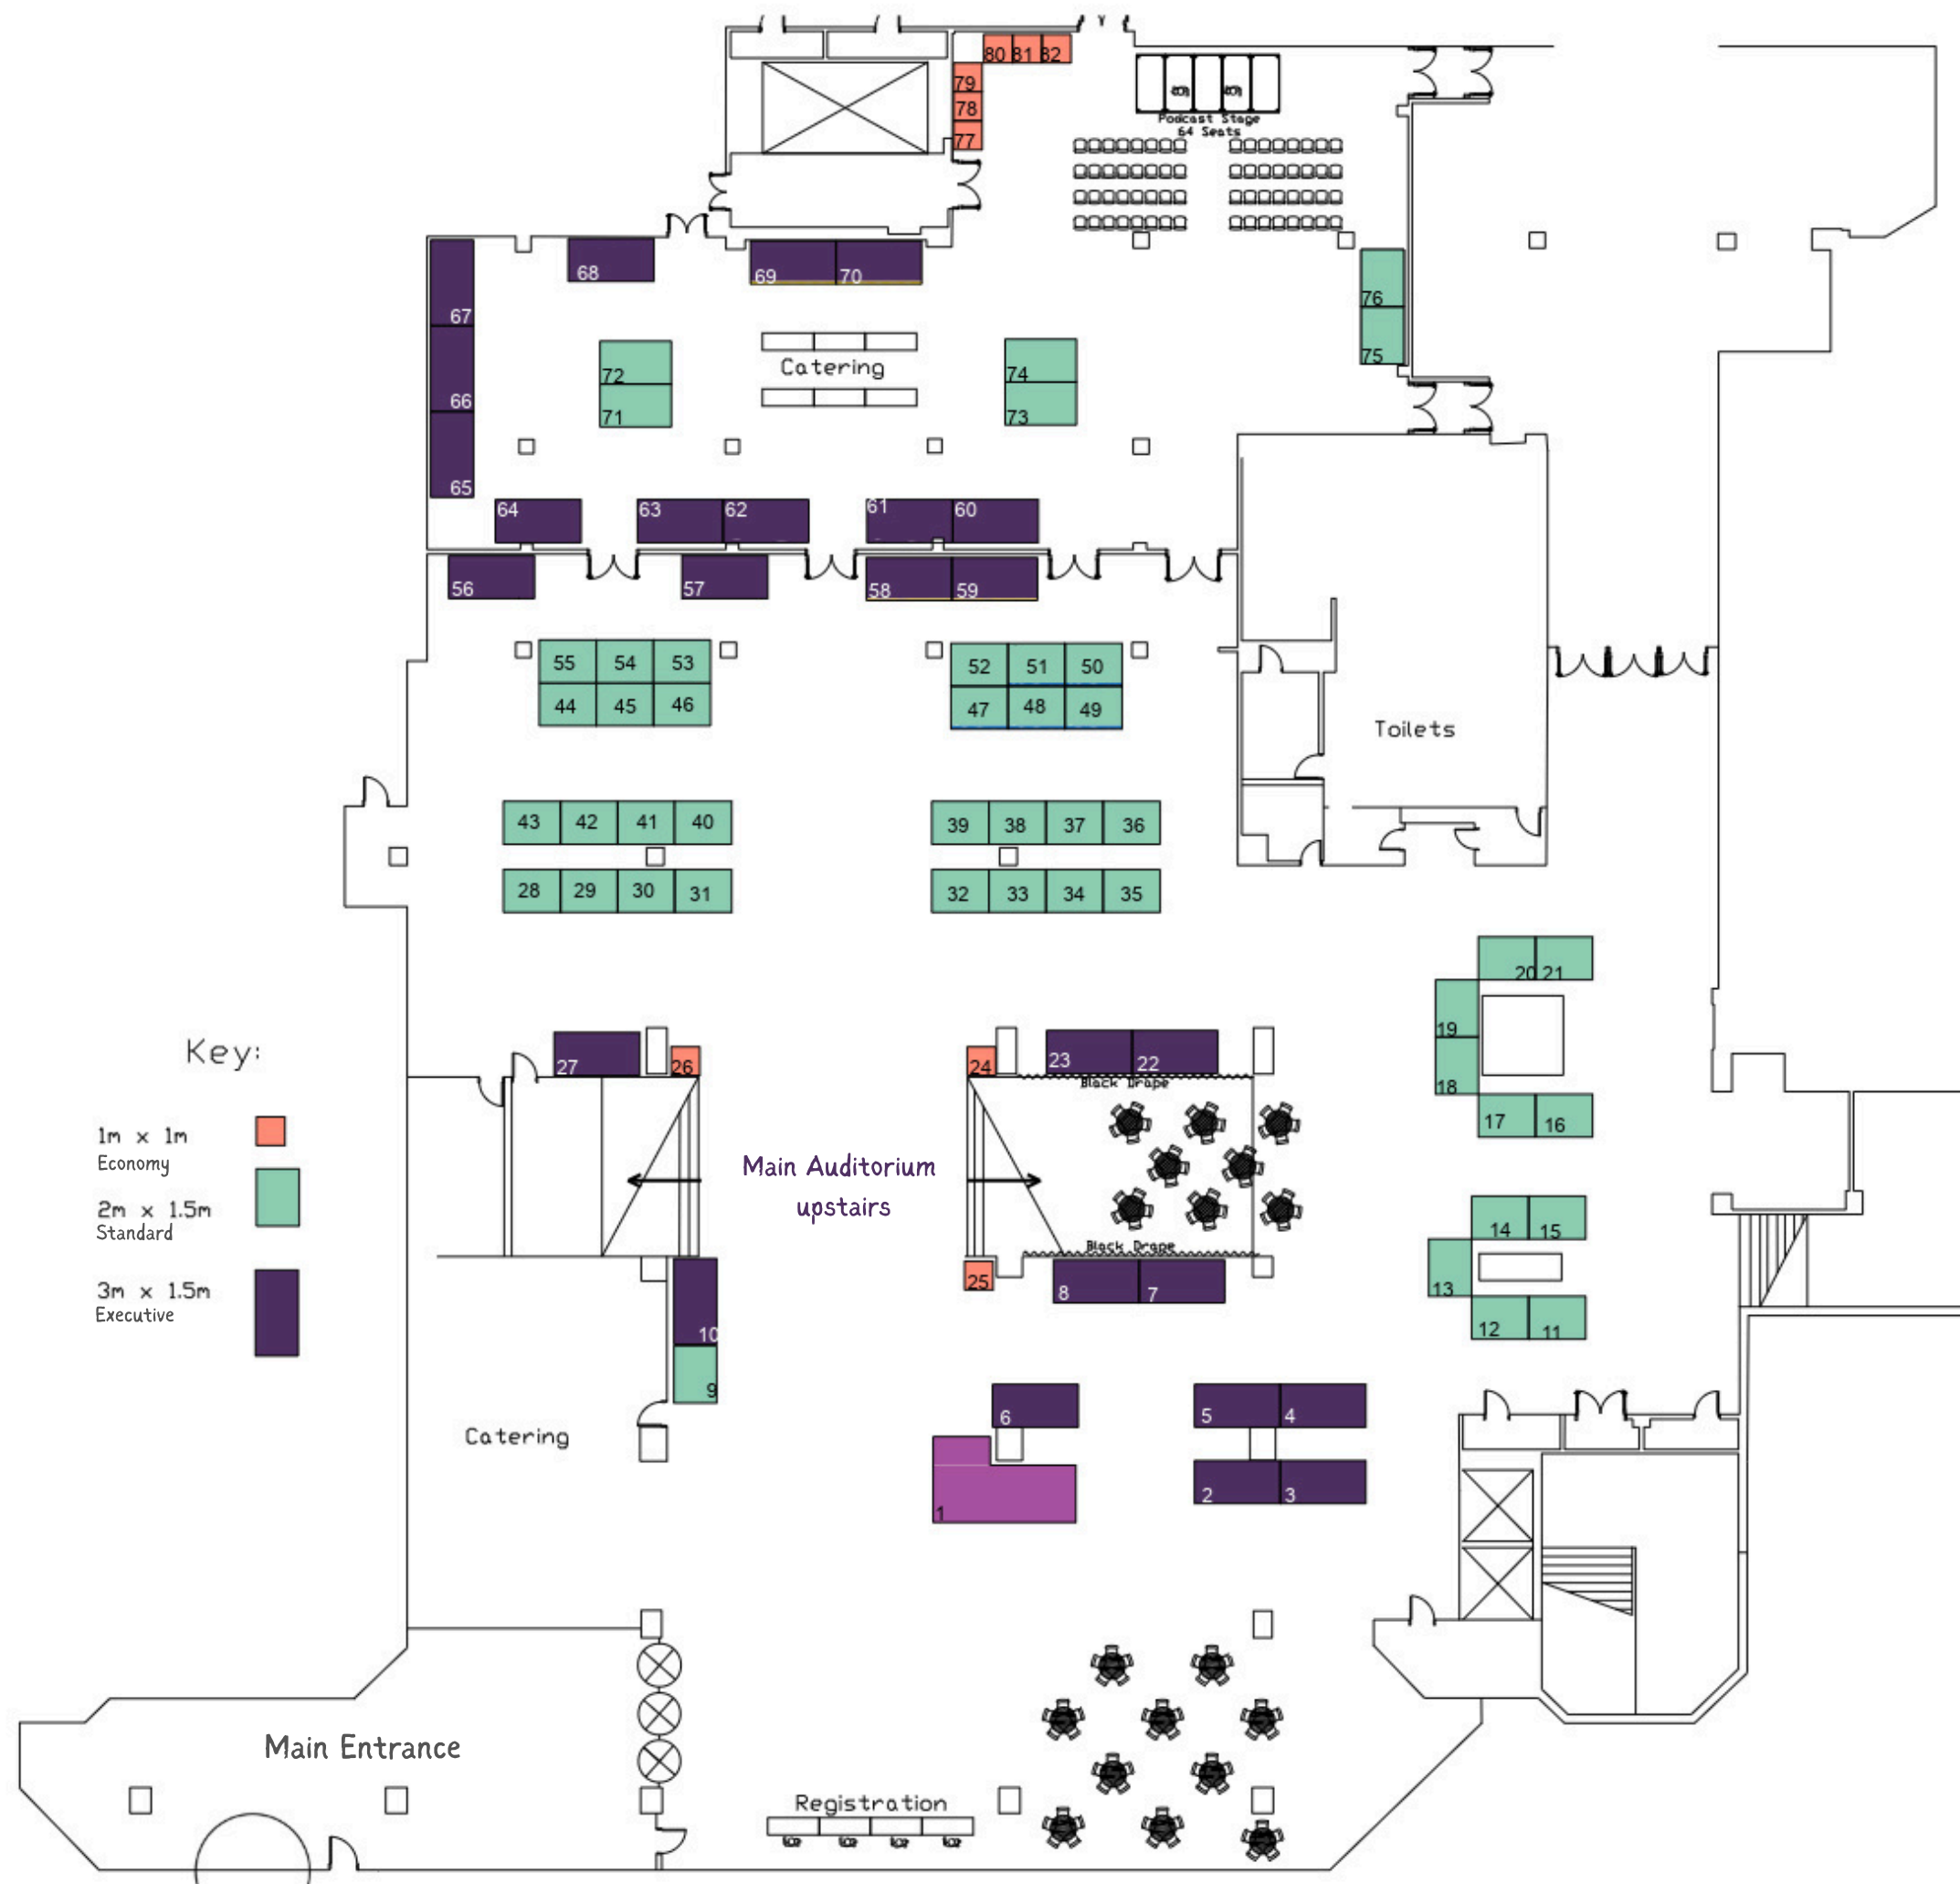 80 81 82
79
78
77
Podcast Stage
64 Seats
68
69 70
67
66
65
76
75
72
71
Catering
74
73
64
63 62
61 60
56
57
58 59
55 54 53
44 45 46
52 51 50
47 48 49
Toilets
43 42 41 40
39 38 37 36
28 29 30 31
32 33 34 35
20 21
19
18
17 16
Key:
27
26
24
23 22
Black Drape
1m x 1m
Economy
2m x 1.5m
Standard
3m x 1.5m
Executive
Main Auditorium
upstairs
Black Drape
25
8 7
14 15
13
12 11
10
9
Catering
6
5 4
2 3
1
Main Entrance
Registration